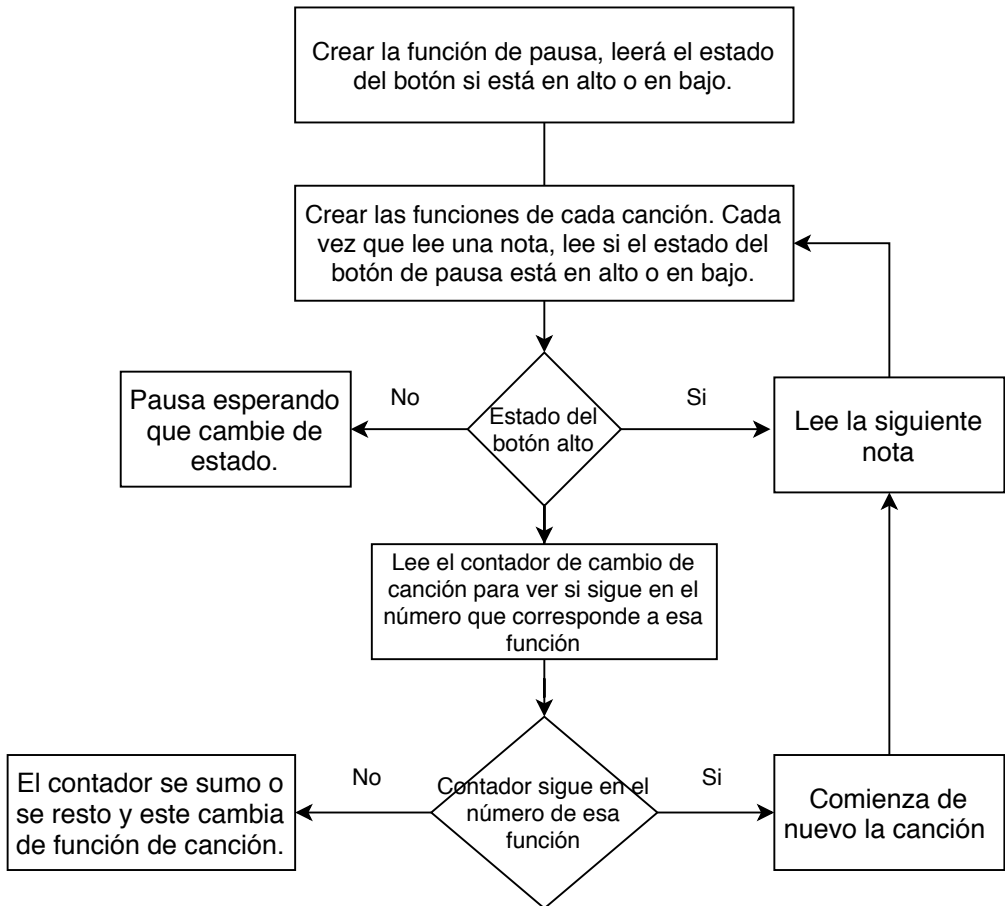 Crear la función de pausa, leerá el estado
del botón si está en alto o en bajo.
Crear las funciones de cada canción. Cada
vez que lee una nota, lee si el estado del
botón de pausa está en alto o en bajo.
Pausa esperando
que cambie de
estado.
No
Estado del
botón alto
Si
Lee la siguiente
nota
Lee el contador de cambio de
canción para ver si sigue en el
número que corresponde a esa
función
El contador se sumo o
se resto y este cambia
de función de canción.
No
Contador sigue en el
número de esa
función
Si
Comienza de
nuevo la canción